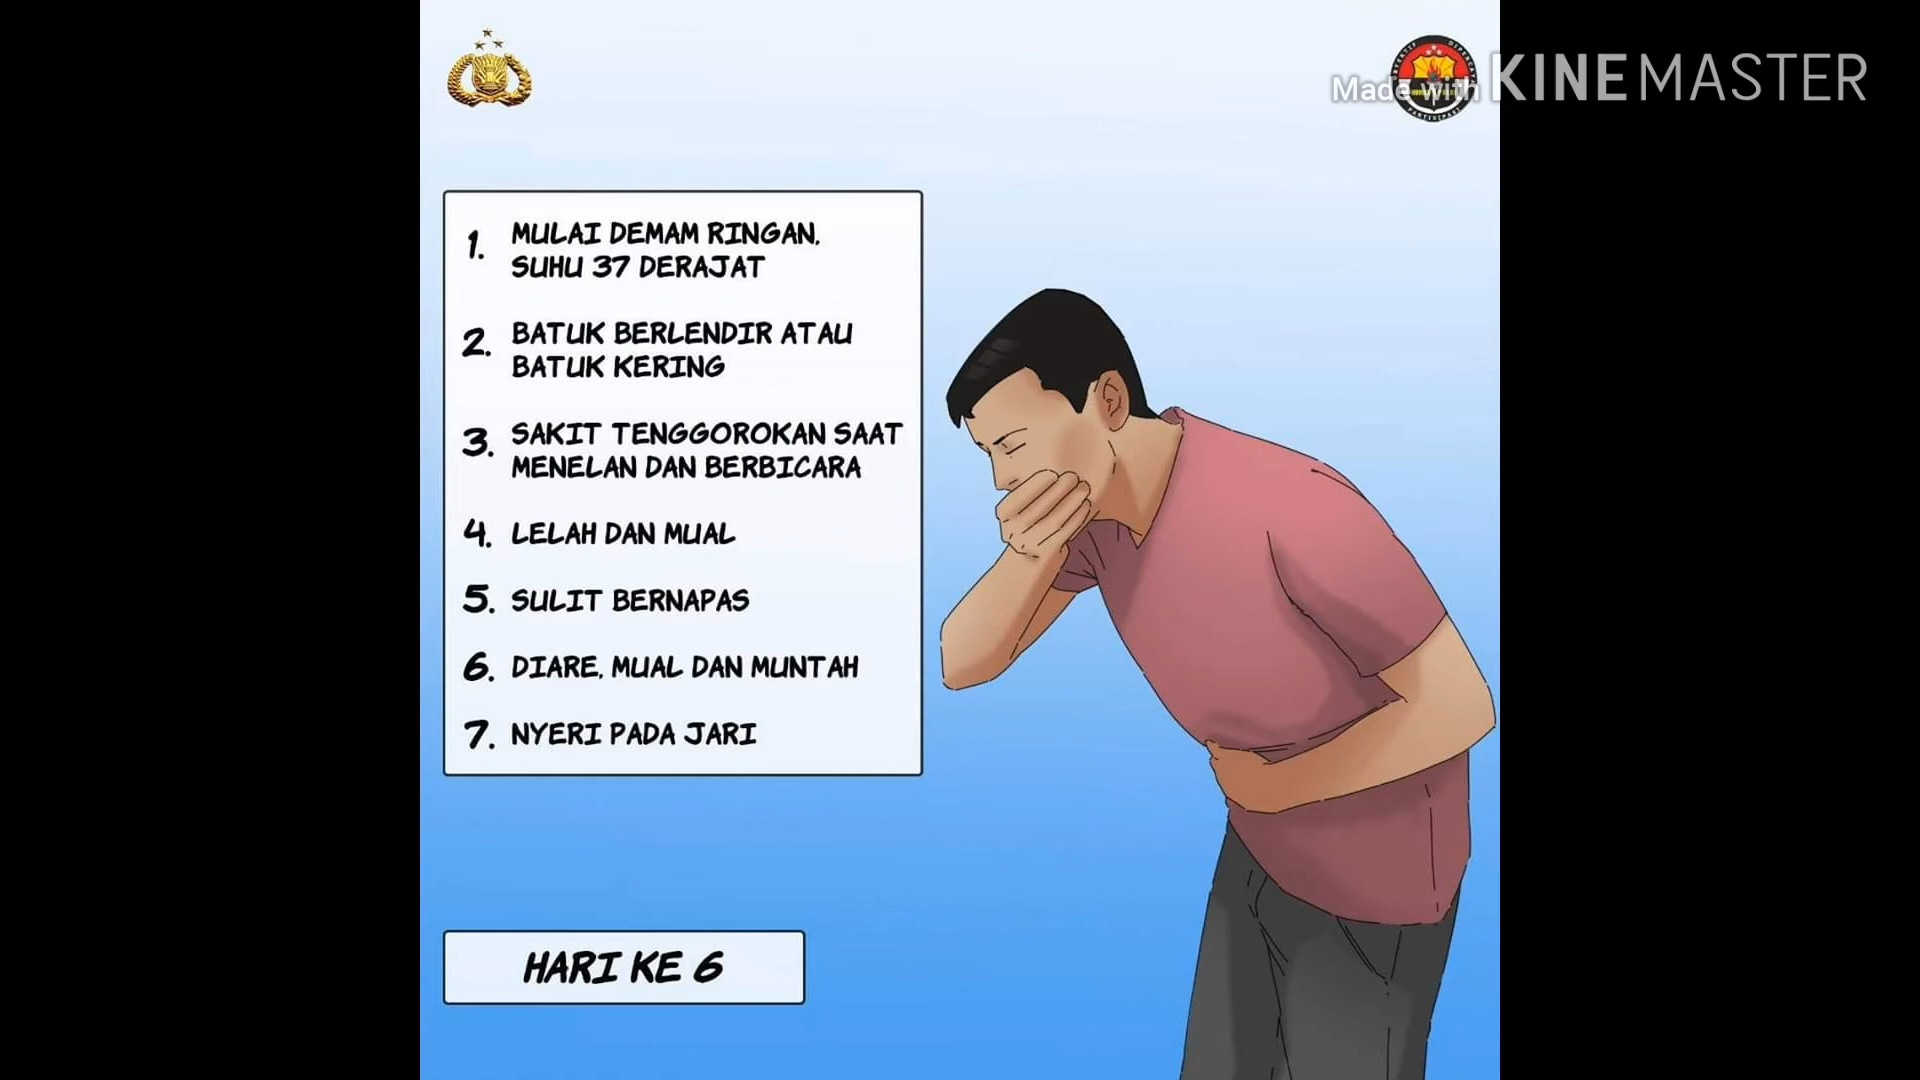 Made with KINEMASTER
1. MULAI DEMAM RINGAN,
SUHU 37 DERAJAT
2. BATUK BERLENDIR ATAU
BATUK KERING
3. SAKIT TENGGOROKAN SAAT
MENELAN DAN BERBICARA
4. LELAH DAN MUAL
5. SULIT BERNAPAS
6. DIARE, MUAL DAN MUNTAH
7. NYERI PADA JARI
HARI KE 6